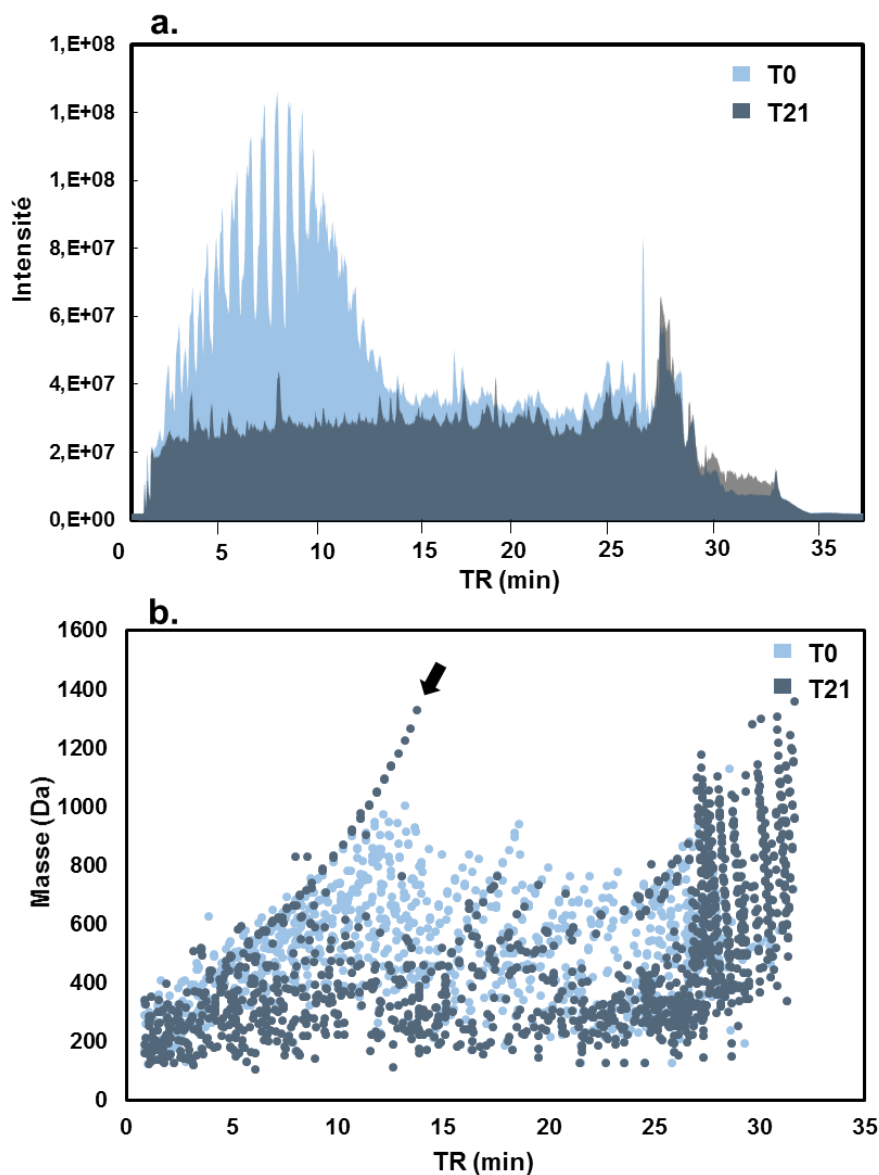 a.
1,E+08
1,E+08
1,E+08
8,E+07
6,E+07
4,E+07
2,E+07
0,E+00
Intensité
T0
T21
0 5 10 15 20 25 30 35
TR (min)
b.
1600
1400
1200
1000
800
600
400
200
0
Masse (Da)
T0
T21
0 5 10 15 20 25 30 35
TR (min)